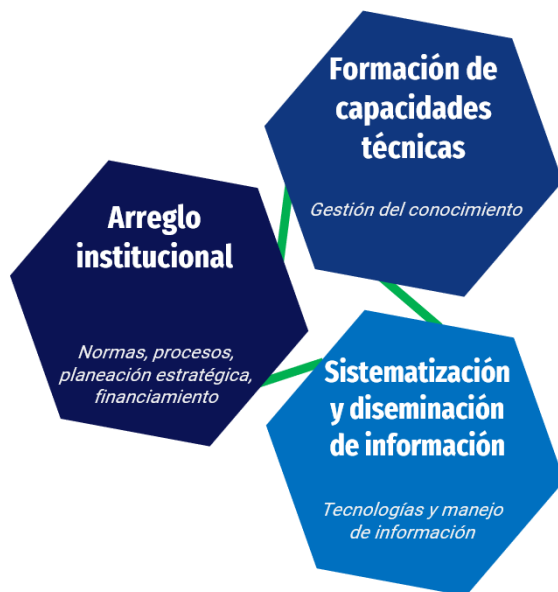 Formación de
capacidades
técnicas
Gestión del conocimiento
Arreglo
institucional
Normas, procesos,
planeación estratégica,
financiamiento
Sistematización
y diseminación
de información
Tecnologías y manejo
de información